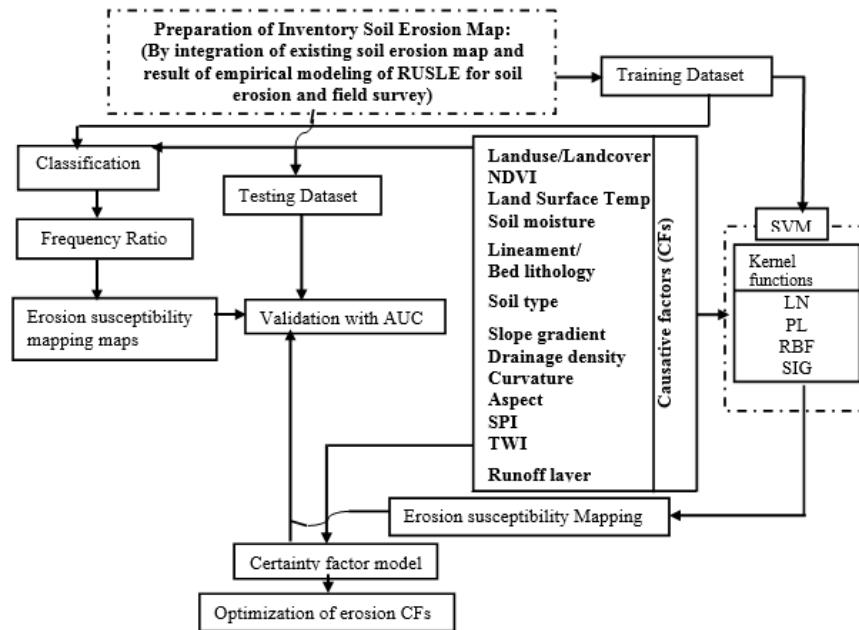 Preparation of Inventory Soil Erosion Map:
(By integration of existing soil erosion map and
result of empirical modeling of RUSLE for soil
erosion and field survey)
Training Dataset
Classification
Testing Dataset
Frequency Ratio
Erosion susceptibility
mapping maps
Validation with AUC
Landuse/Landcover
NDVI
Land Surface Temp
Soil moisture
Lineament/
Bed lithology
Soil type
Slope gradient
Drainage density
Curvature
Aspect
SPI
TWI
Runoff layer
Causative factors (CFs)
SVM
Kernel
functions
LN
PL
RBF
SIG
Erosion susceptibility Mapping
Certainty factor model
Optimization of erosion CFs